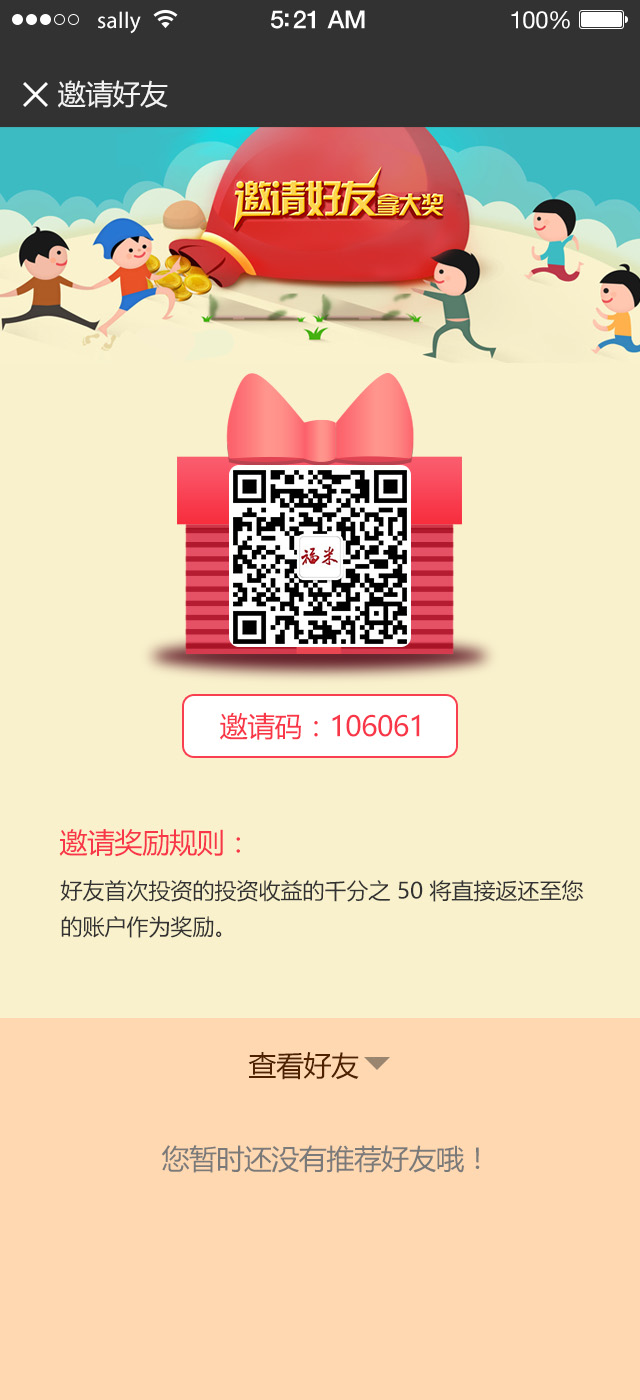 sally
5:21 AM
100%
邀请好友
邀请好友拿大奖
福米
邀请码：106061
邀请奖励规则：
好友首次投资的投资收益的千分之 50 将直接返还至您
的账户作为奖励。
查看好友
您暂时还没有推荐好友哦！